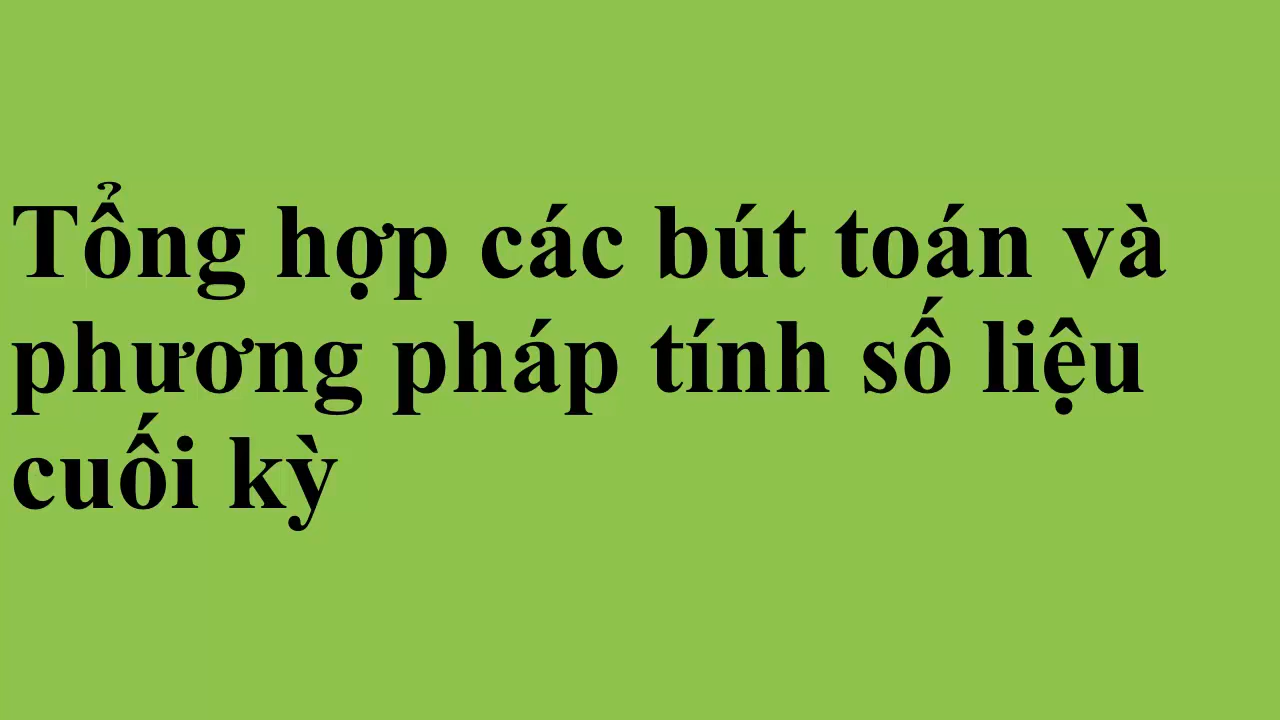 Tổng hợp các bút toán và
phương pháp tính số liệu
cuối kỳ